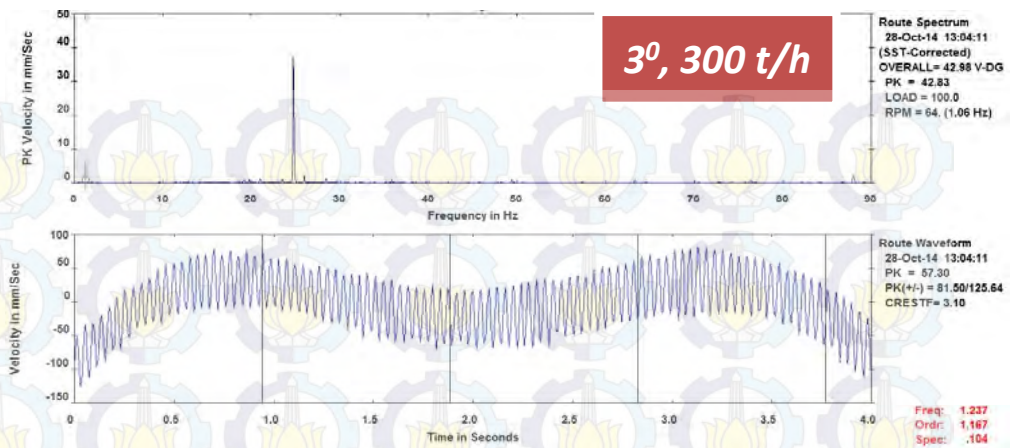 3⁰, 300 t/h
Route Spectrum
28-Oct-14 13:04:11
(SST-Corrected)
OVERALL= 42.98 V-DG
PK = 42.83
LOAD = 100.0
RPM = 64. (1.06 Hz)
PK Velocity in mm/Sec
50
40
30
20
10
0
0 10 20 30 40 50 60 70 80 90
Frequency in Hz
Route Waveform
28-Oct-14 13:04:11
PK = 57.30
PK(+/-) = 81.50/125.64
CRESTF= 3.10
Velocity in mm/Sec
100
50
0
-50
-100
-150
0 0.5 1.0 1.5 2.0 2.5 3.0 3.5 4.0
Time in Seconds
Freq: 1.237
Ordr: 1.167
Spec: .104